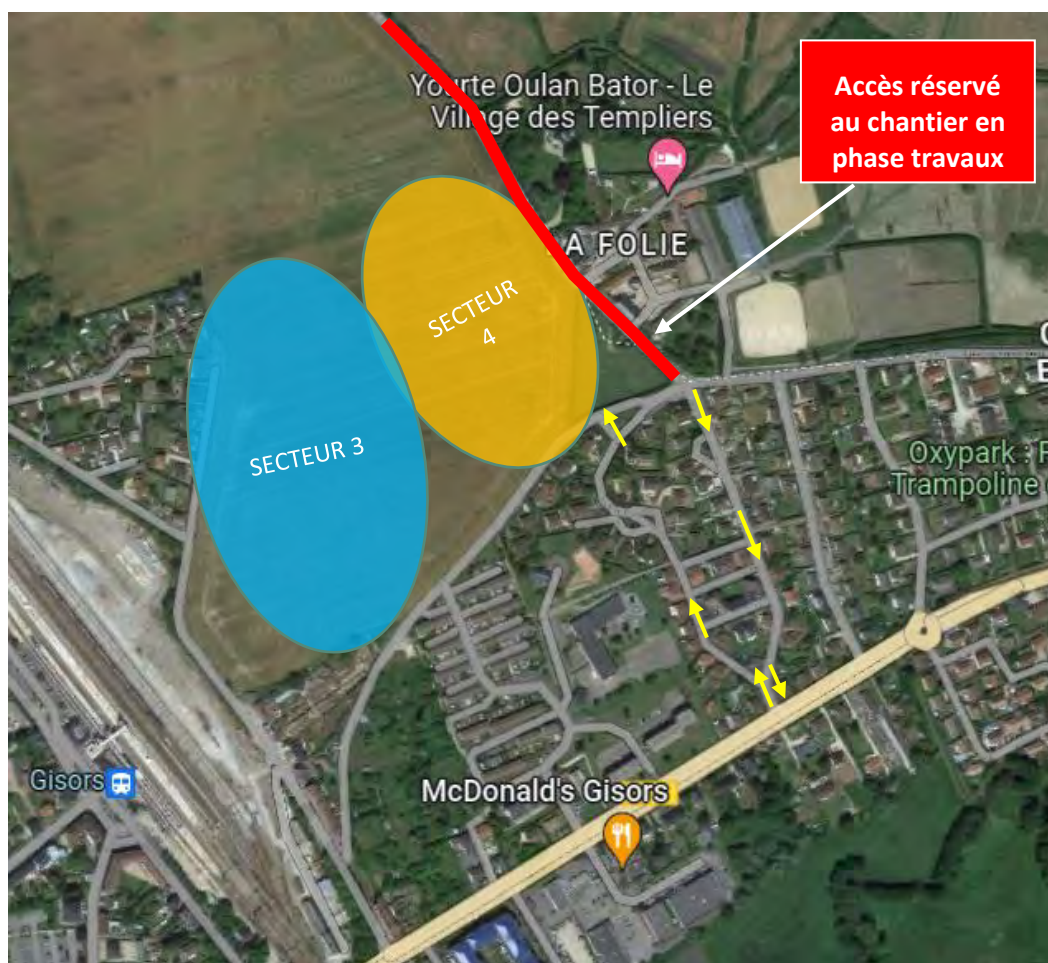 Yourte Oulan Bator - Le
Village des Templiers
Accès réservé
au chantier en
phase travaux
A FOLIE
SECTEUR
4
SECTEUR 3
Oxypark :
Trampoline
Gisors
McDonald's Gisors